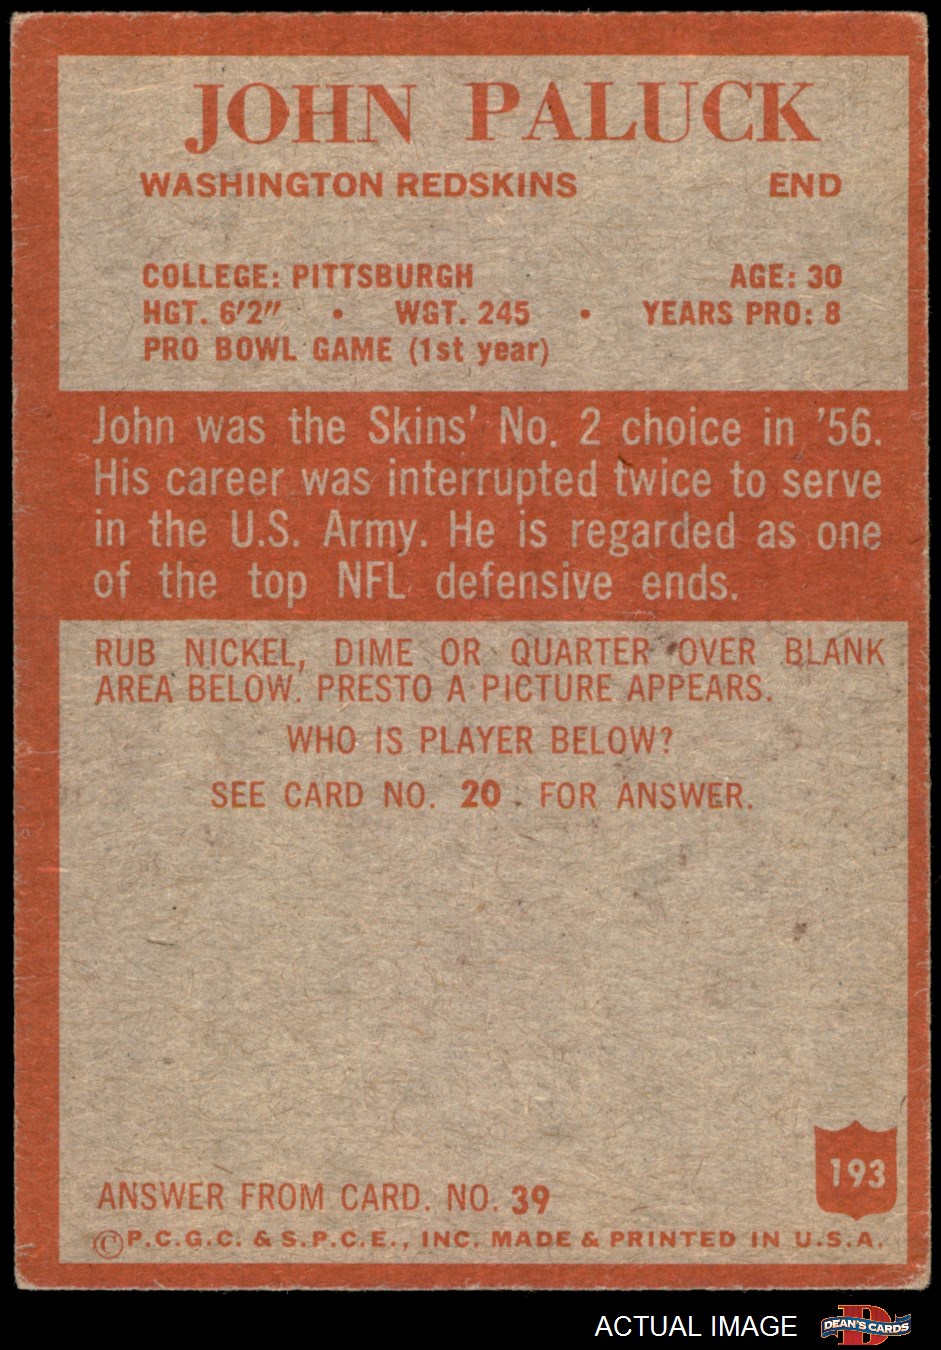 JOHN PALUCK
WASHINGTON REDSKINS END
COLLEGE: PITTSBURGH AGE: 30
HGT. 6'2" • WGT. 245 • YEARS PRO: 8
PRO BOWL GAME (1st year)
John was the Skins' No. 2 choice in '56.
His career was interrupted twice to serve
in the U.S. Army. He is regarded as one
of the top NFL defensive ends.
RUB NICKEL, DIME OR QUARTER OVER BLANK
AREA BELOW. PRESTO A PICTURE APPEARS.
WHO IS PLAYER BELOW?
SEE CARD NO. 20 . FOR ANSWER.
193
ANSWER FROM CARD. NO. 39
©P.C.G.C. & S.P.C.E., INC. MADE & PRINTED IN U.S.A.
ACTUAL IMAGE
D
DEAN'S CARDS